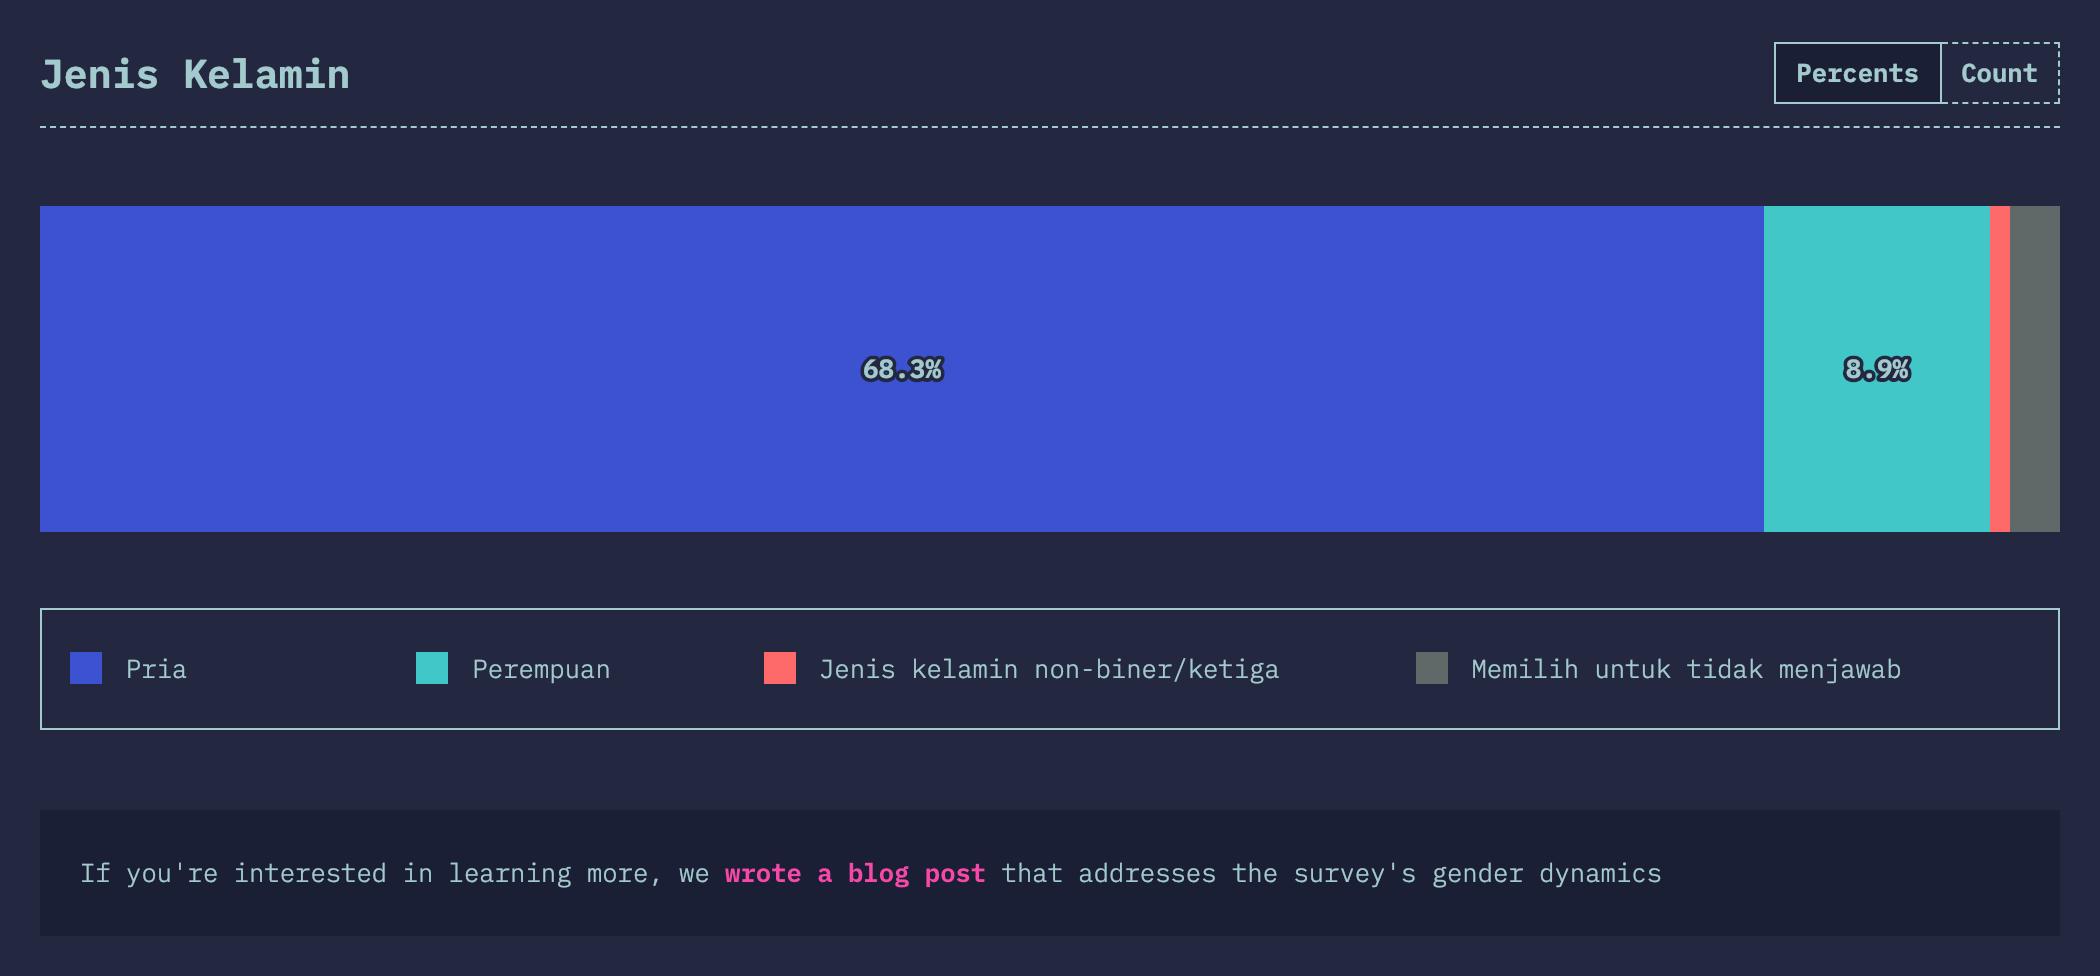 Jenis Kelamin
Percents
Count
68.3%
8.9%
Pria
Perempuan
Jenis kelamin non-biner/ketiga
Memilih untuk tidak menjawab
If you're interested in learning more, we wrote a blog post that addresses the survey's gender dynamics